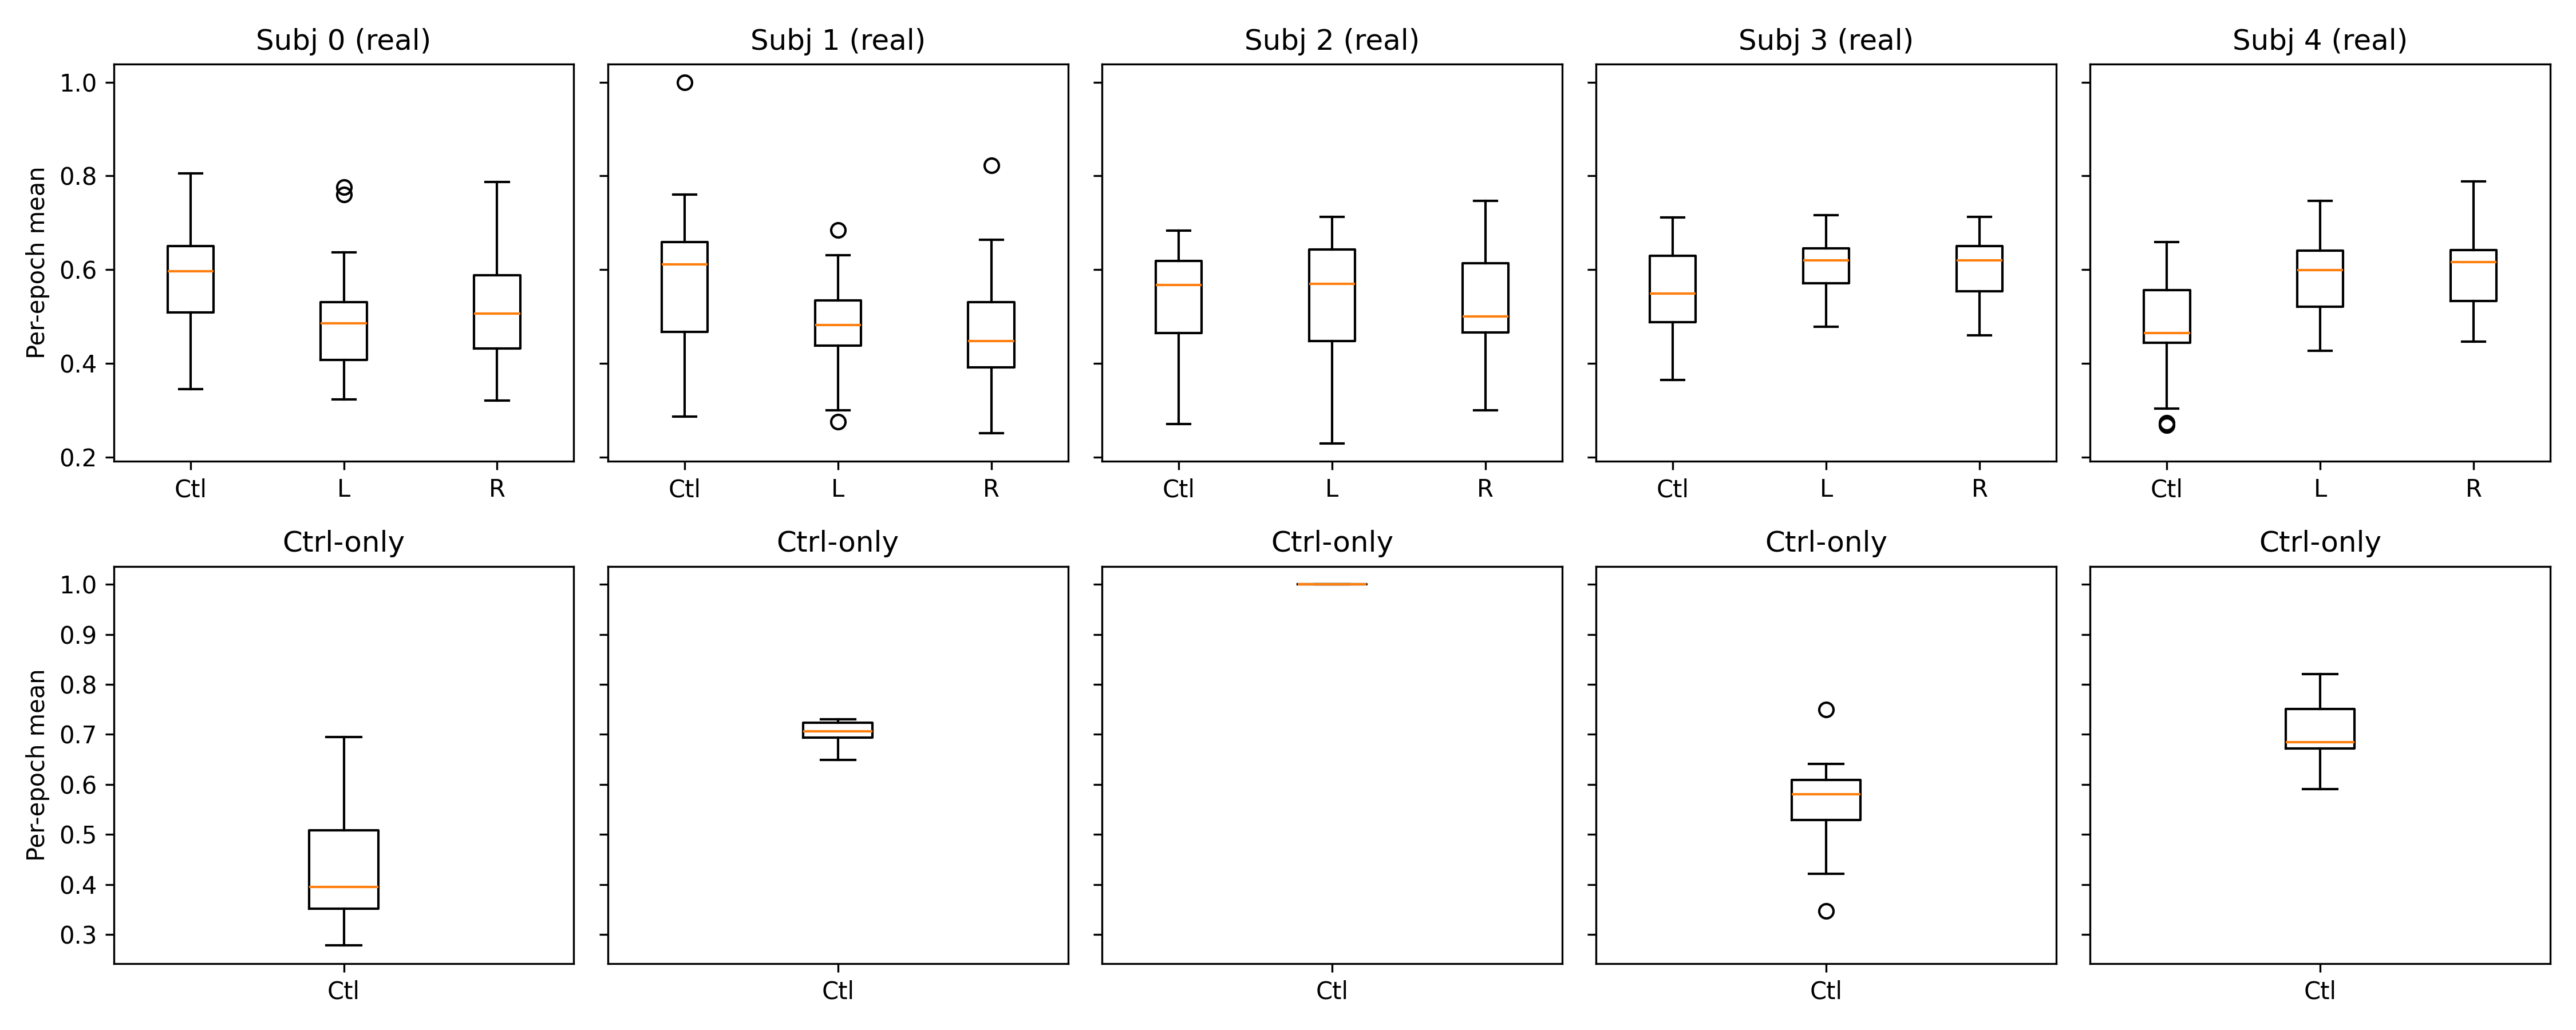 Subj 0 (real) Subj 1 (real) Subj 2 (real) Subj 3 (real) Subj 4 (real)
Per-epoch mean
1.0
0.8
0.6
0.4
0.2
Ctl L R Ctl L R Ctl L R Ctl L R Ctl L R
Ctrl-only Ctrl-only Ctrl-only Ctrl-only Ctrl-only
Per-epoch mean
1.0
0.9
0.8
0.7
0.6
0.5
0.4
0.3
Ctl Ctl Ctl Ctl Ctl